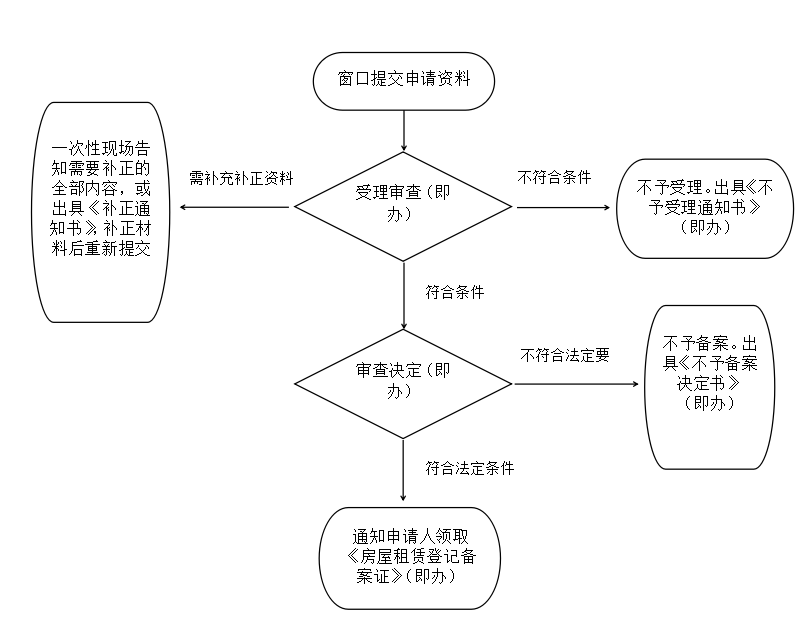 窗口提交申请资料
一次性现场告
知需要补正的
全部内容，或
出具《补正通
知书》，补正材
料后重新提交
需补充补正资料
受理审查（即
办）
不符合条件
不予受理。出具《不
予受理通知书》
（即办）
符合条件
审查决定（即
办）
不符合法定要
不予备案。出
具《不予备案
决定书》
（即办）
符合法定条件
通知申请人领取
《房屋租赁登记备
案证》（即办）